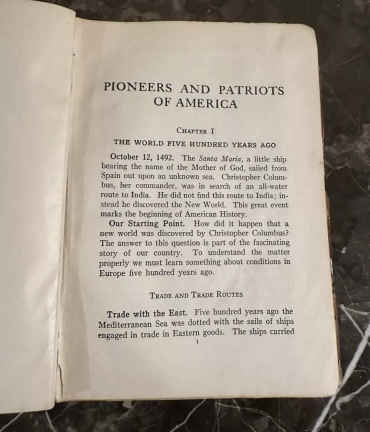 PIONEERS AND PATRIOTS
OF AMERICA
CHAPTER I
THE WORLD FIVE HUNDRED YEARS AGO
October 12, 1492. The Santa Maria, a little ship
bearing the name of the Mother of God, sailed from
Spain out upon an unknown sea. Christopher Colum-
bus, her commander, was in search of an all-water
route to India. He did not find this route to India; in-
stead he discovered the New World. This great event
marks the beginning of American History.
Our Starting Point. How did it happen that a
new world was discovered by Christopher Columbus?
The answer to this question is part of the fascinating
story of our country. To understand the matter
properly we must learn something about conditions in
Europe five hundred years ago.
TRADE AND TRADE ROUTES
Trade with the East. Five hundred years ago the
Mediterranean Sea was dotted with the sails of ships
engaged in trade in Eastern goods. The ships carried
1